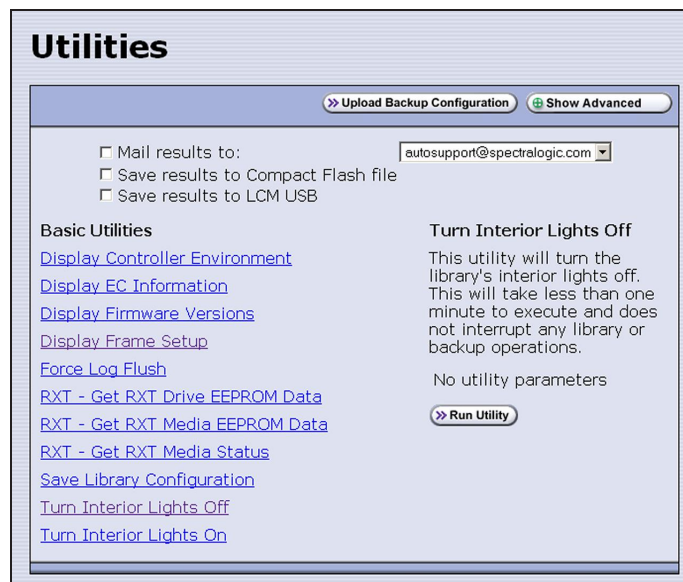 Utilities
Upload Backup Configuration
Show Advanced
Mail results to:
autosupport@spectralogic.com
Save results to Compact Flash file
Save results to LCM USB
Basic Utilities
Display Controller Environment
Display EC Information
Display Firmware Versions
Display Frame Setup
Force Log Flush
RXT - Get RXT Drive EEPROM Data
RXT - Get RXT Media EEPROM Data
RXT - Get RXT Media Status
Save Library Configuration
Turn Interior Lights Off
Turn Interior Lights On
Turn Interior Lights Off
This utility will turn the
library's interior lights off.
This will take less than one
minute to execute and does
not interrupt any library or
backup operations.
No utility parameters
Run Utility